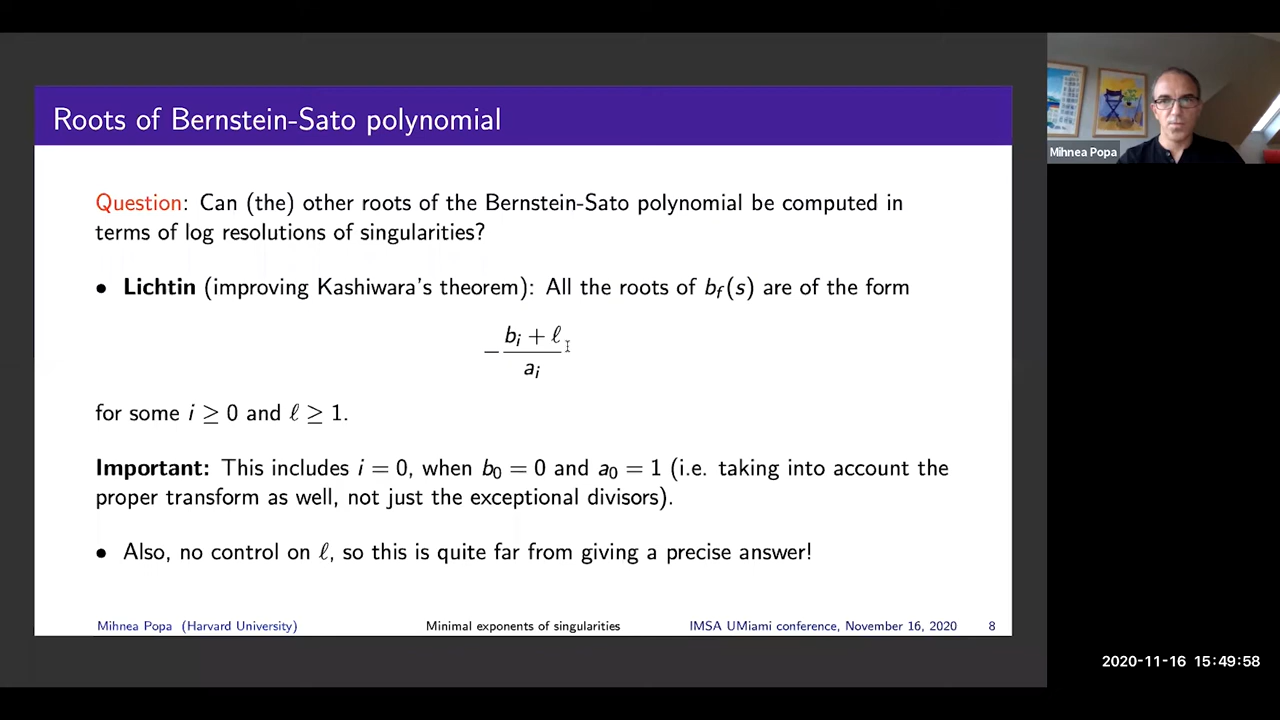 Roots of Bernstein-Sato polynomial
Question: Can (the) other roots of the Bernstein-Sato polynomial be computed in
terms of log resolutions of singularities?
• Lichtin (improving Kashiwara's theorem): All the roots of b_f(s) are of the form
− (b_i + ℓ) / a_i
for some i ≥ 0 and ℓ ≥ 1.
Important: This includes i = 0, when b_0 = 0 and a_0 = 1 (i.e. taking into account the
proper transform as well, not just the exceptional divisors).
• Also, no control on ℓ, so this is quite far from giving a precise answer!
Mihnea Popa (Harvard University) Minimal exponents of singularities IMSA UMiami conference, November 16, 2020 8
Mihnea Popa
2020-11-16 15:49:58